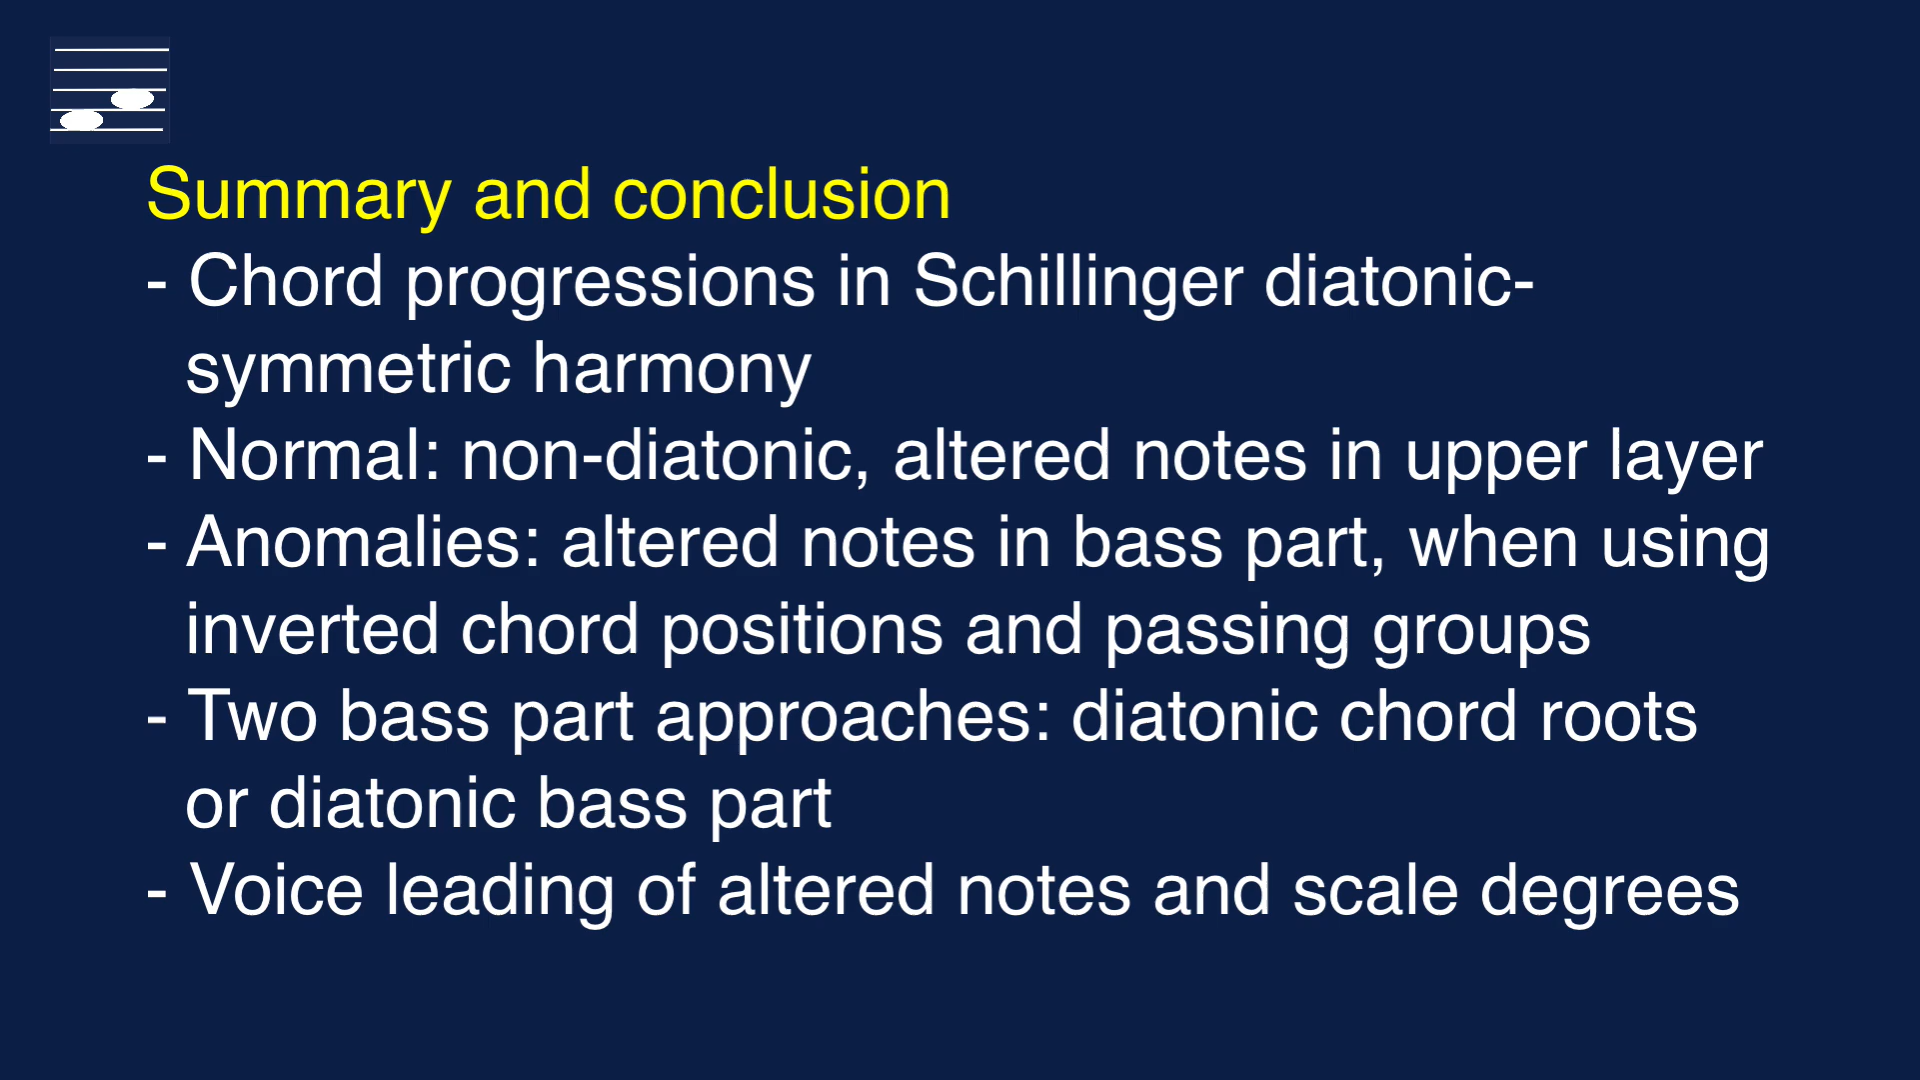 Summary and conclusion
- Chord progressions in Schillinger diatonic-
symmetric harmony
- Normal: non-diatonic, altered notes in upper layer
- Anomalies: altered notes in bass part, when using
inverted chord positions and passing groups
- Two bass part approaches: diatonic chord roots
or diatonic bass part
- Voice leading of altered notes and scale degrees